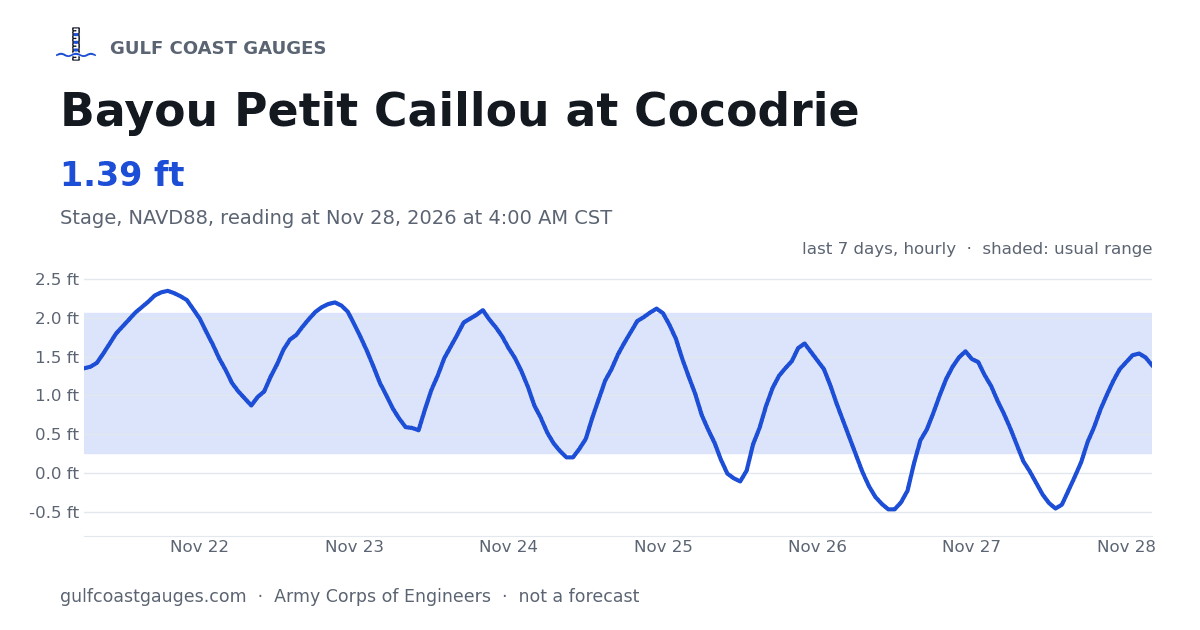 GULF COAST GAUGES
Bayou Petit Caillou at Cocodrie
1.39 ft
Stage, NAVD88, reading at Nov 28, 2026 at 4:00 AM CST
last 7 days, hourly · shaded: usual range
2.5 ft
2.0 ft
1.5 ft
1.0 ft
0.5 ft
0.0 ft
-0.5 ft
Nov 22 Nov 23 Nov 24 Nov 25 Nov 26 Nov 27 Nov 28
gulfcoastgauges.com · Army Corps of Engineers · not a forecast